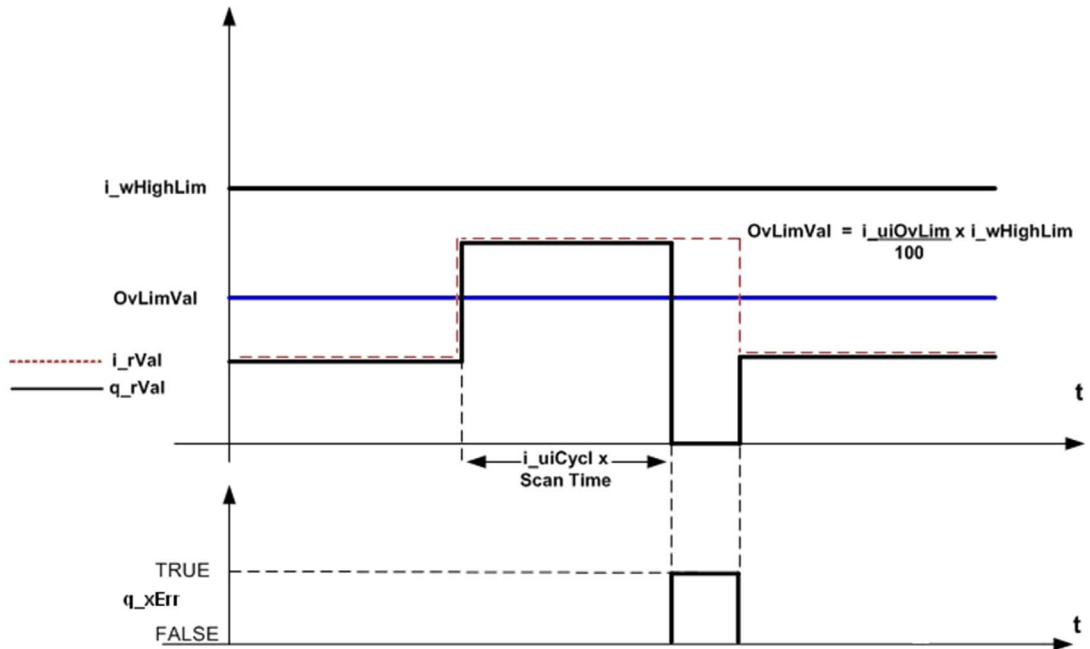 i_wHighLim
OvLimVal = i_uiOvLim x i_wHighLim
100
OvLimVal
i_rVal
q_rVal
t
i_uiCycl x
Scan Time
TRUE
q_xErr
FALSE
t